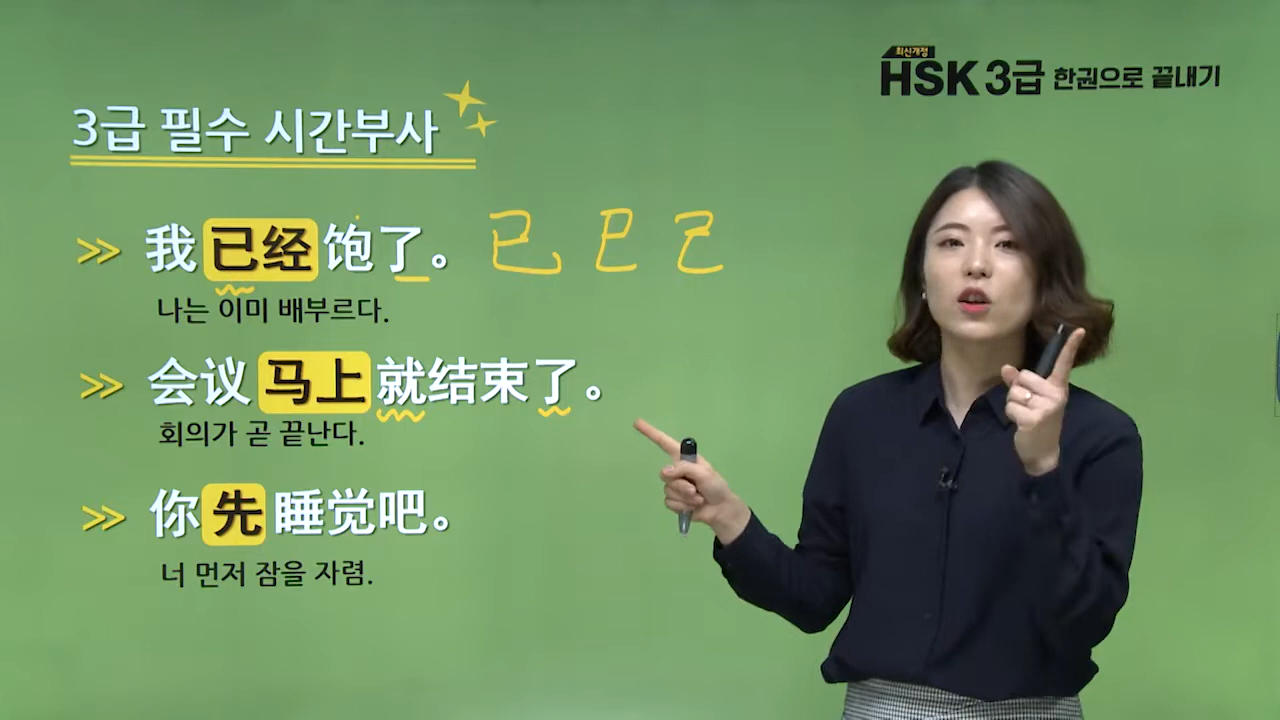 최신개정
HSK 3급 한권으로 끝내기
3급 필수 시간부사
>> 我已经饱了。 已 巳 己
나는 이미 배부르다.
>> 会议马上就结束了。
회의가 곧 끝난다.
>> 你先睡觉吧。
너 먼저 잠을 자렴.